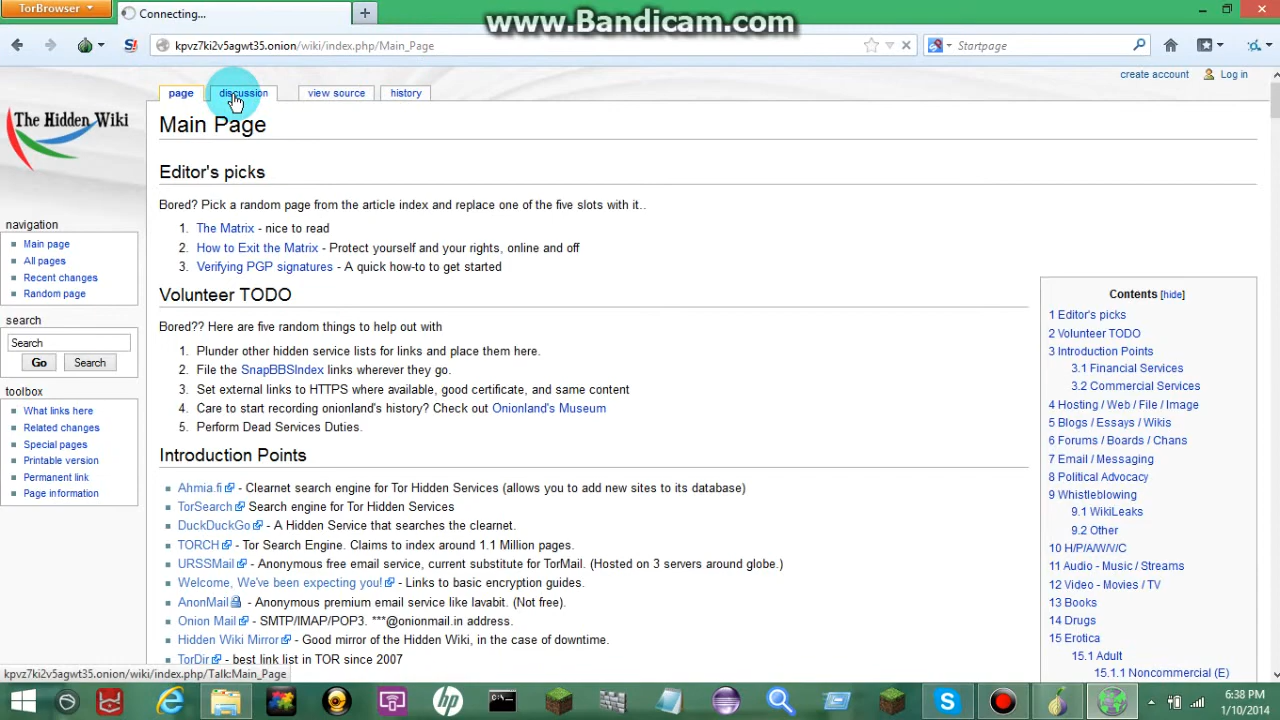 TorBrowser
Connecting...
www.Bandicam.com
kpvz7ki2v5agwt35.onion/wiki/index.php/Main_Page
Startpage
create account
Log in
page
discussion
view source
history
The Hidden Wiki
Main Page
Editor's picks
Bored? Pick a random page from the article index and replace one of the five slots with it..
1. The Matrix - nice to read
2. How to Exit the Matrix - Protect yourself and your rights, online and off
3. Verifying PGP signatures - A quick how-to to get started
Volunteer TODO
Bored?? Here are five random things to help out with
1. Plunder other hidden service lists for links and place them here.
2. File the SnapBBSIndex links wherever they go.
3. Set external links to HTTPS where available, good certificate, and same content
4. Care to start recording onionland's history? Check out Onionland's Museum
5. Perform Dead Services Duties.
Introduction Points
Ahmia.fi - Clearnet search engine for Tor Hidden Services (allows you to add new sites to its database)
TorSearch Search engine for Tor Hidden Services
DuckDuckGo - A Hidden Service that searches the clearnet.
TORCH - Tor Search Engine. Claims to index around 1.1 Million pages.
URSSMail - Anonymous free email service, current substitute for TorMail. (Hosted on 3 servers around globe.)
Welcome, We've been expecting you! - Links to basic encryption guides.
AnonMail - Anonymous premium email service like lavabit. (Not free).
Onion Mail - SMTP/IMAP/POP3. ***@onionmail.in address.
Hidden Wiki Mirror - Good mirror of the Hidden Wiki, in the case of downtime.
TorDir - best link list in TOR since 2007
navigation
Main page
All pages
Recent changes
Random page
search
Search
Go
Search
toolbox
What links here
Related changes
Special pages
Printable version
Permanent link
Page information
Contents [hide]
1 Editor's picks
2 Volunteer TODO
3 Introduction Points
3.1 Financial Services
3.2 Commercial Services
4 Hosting / Web / File / Image
5 Blogs / Essays / Wikis
6 Forums / Boards / Chans
7 Email / Messaging
8 Political Advocacy
9 Whistleblowing
9.1 WikiLeaks
9.2 Other
10 H/P/A/W/V/C
11 Audio - Music / Streams
12 Video - Movies / TV
13 Books
14 Drugs
15 Erotica
15.1 Adult
15.1.1 Noncommercial (E)
kpvz7ki2v5agwt35.onion/wiki/index.php/Talk:Main_Page
6:38 PM
1/10/2014